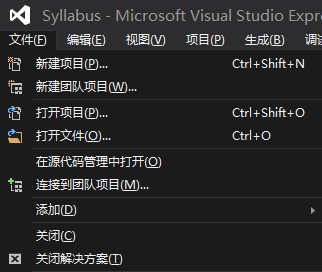 Syllabus - Microsoft Visual Studio Expre
文件(F) 编辑(E) 视图(V) 项目(P) 生成(B) 调试
新建项目(P)... Ctrl+Shift+N
新建团队项目(W)...
打开项目(P)... Ctrl+Shift+O
打开文件(O)... Ctrl+O
在源代码管理中打开(O)
连接到团队项目(M)...
添加(D)
关闭(C)
关闭解决方案(T)